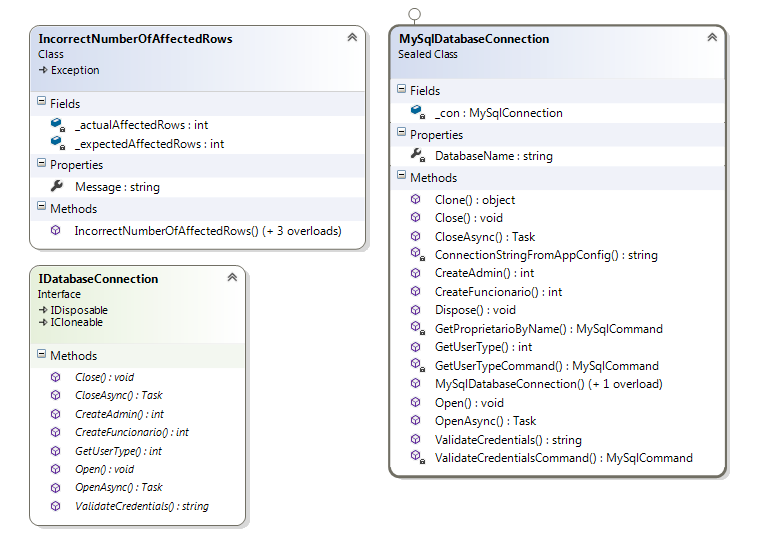 IncorrectNumberOfAffectedRows
Class
Exception
Fields
_actualAffectedRows : int
_expectedAffectedRows : int
Properties
Message : string
Methods
IncorrectNumberOfAffectedRows() (+ 3 overloads)
IDatabaseConnection
Interface
IDisposable
ICloneable
Methods
Close() : void
CloseAsync() : Task
CreateAdmin() : int
CreateFuncionario() : int
GetUserType() : int
Open() : void
OpenAsync() : Task
ValidateCredentials() : string
MySqlDatabaseConnection
Sealed Class
Fields
_con : MySqlConnection
Properties
DatabaseName : string
Methods
Clone() : object
Close() : void
CloseAsync() : Task
ConnectionStringFromAppConfig() : string
CreateAdmin() : int
CreateFuncionario() : int
Dispose() : void
GetProprietarioByName() : MySqlCommand
GetUserType() : int
GetUserTypeCommand() : MySqlCommand
MySqlDatabaseConnection() (+ 1 overload)
Open() : void
OpenAsync() : Task
ValidateCredentials() : string
ValidateCredentialsCommand() : MySqlCommand